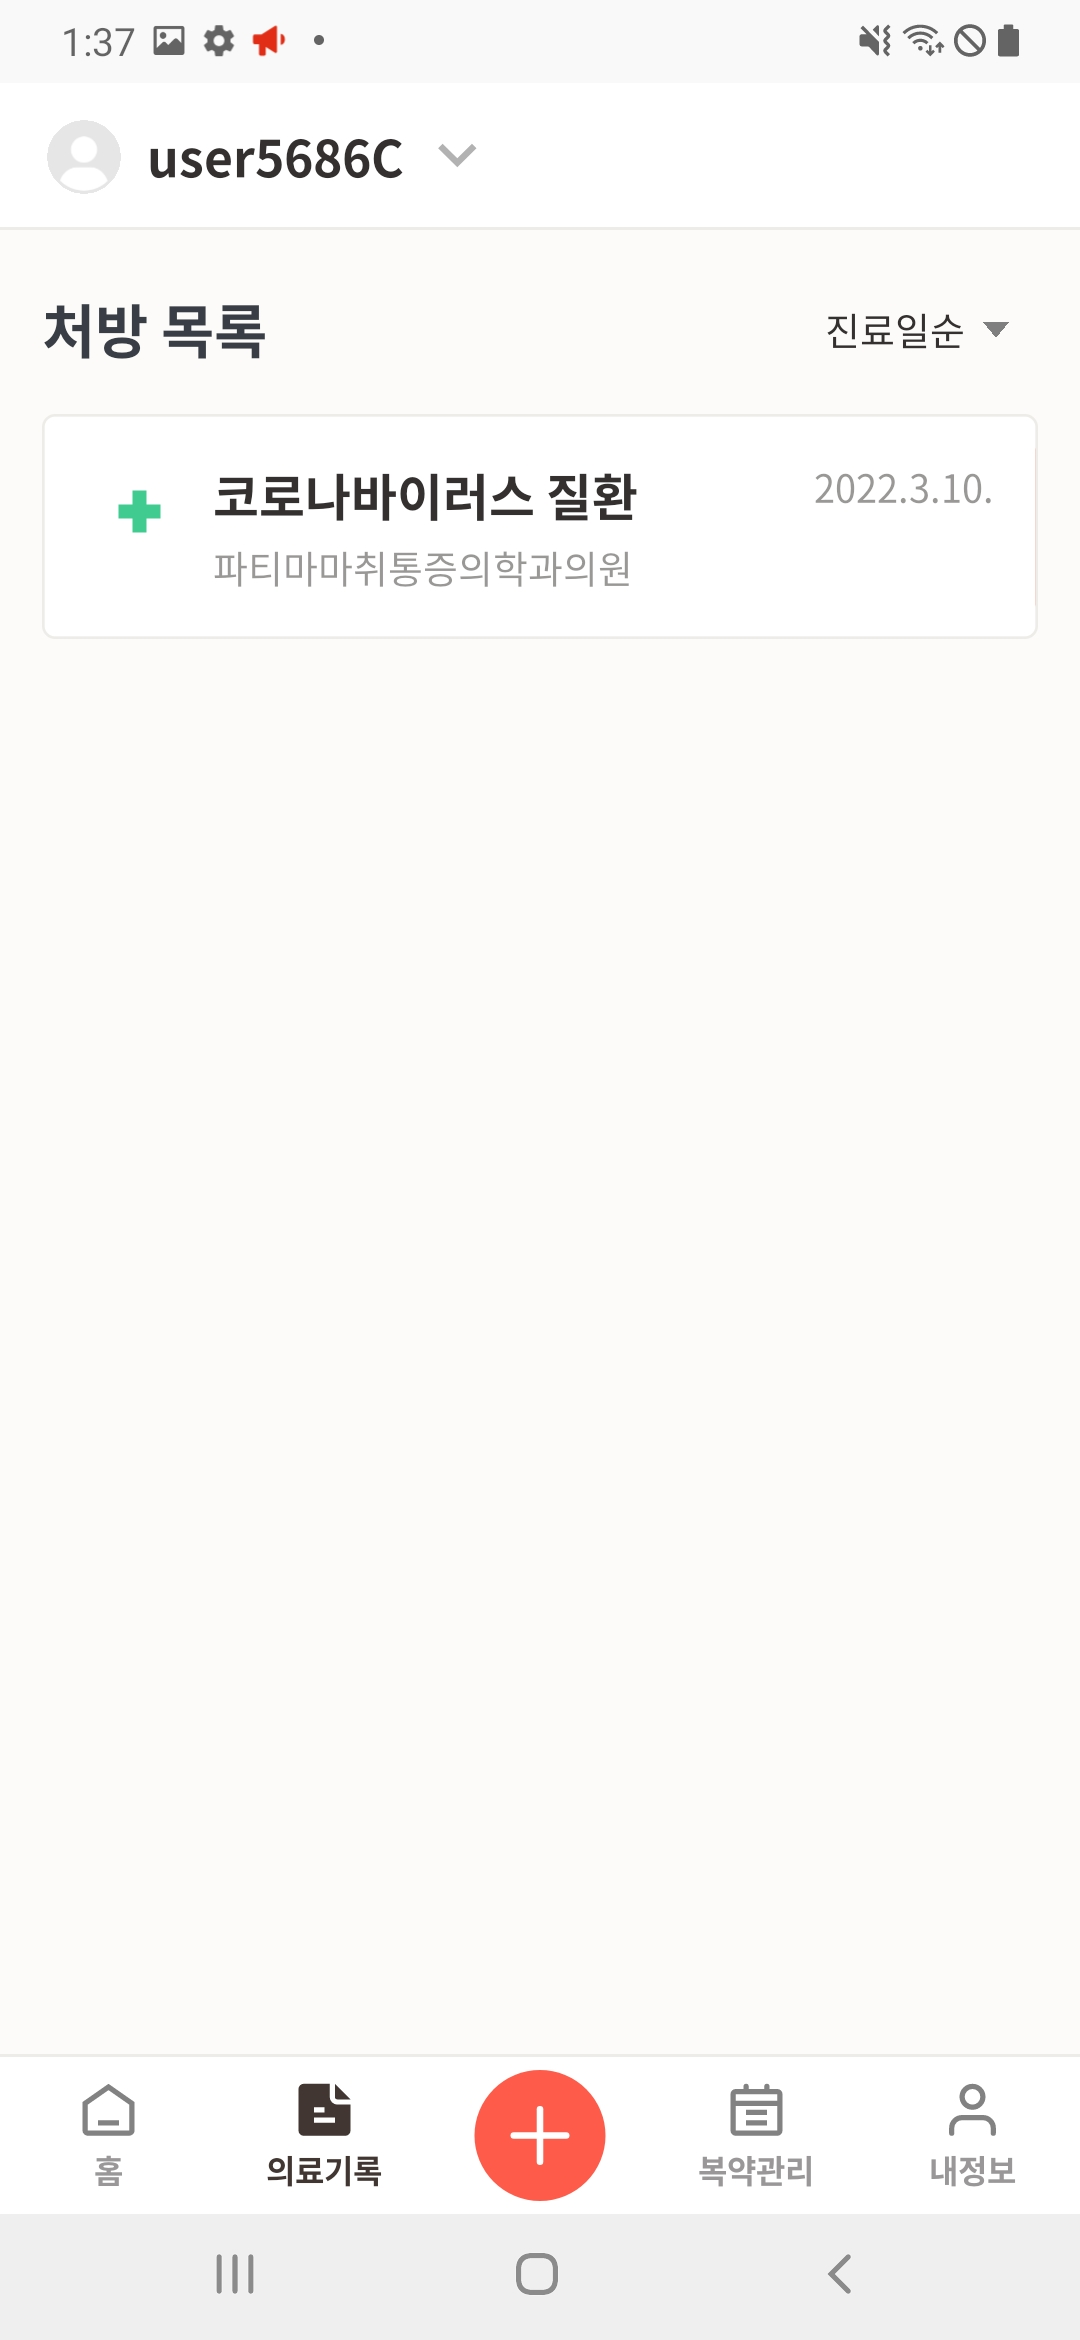 1:37
user5686C
처방 목록
진료일순
코로나바이러스 질환
2022.3.10.
파티마마취통증의학과의원
홈
의료기록
복약관리
내정보